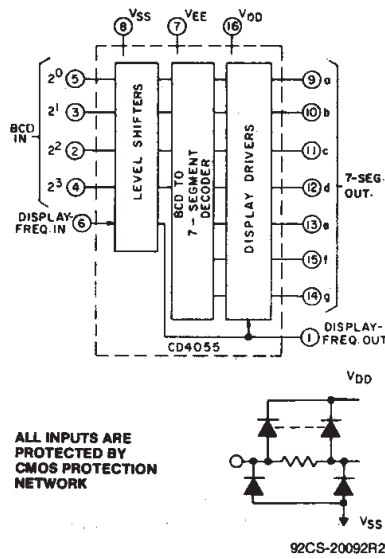 VSS VEE VDD
8 7 16
2⁰ 5 9 a
2¹ 3 10 b
BCD IN
2² 2 11 c
2³ 4 12 d
7-SEG. OUT.
DISPLAY-FREQ. IN 6 13 e
15 f
14 g
LEVEL SHIFTERS
BCD TO
7-SEGMENT
DECODER
DISPLAY DRIVERS
1 DISPLAY-FREQ. OUT
CD4055
VDD
ALL INPUTS ARE
PROTECTED BY
CMOS PROTECTION
NETWORK
VSS
92CS-20092R2